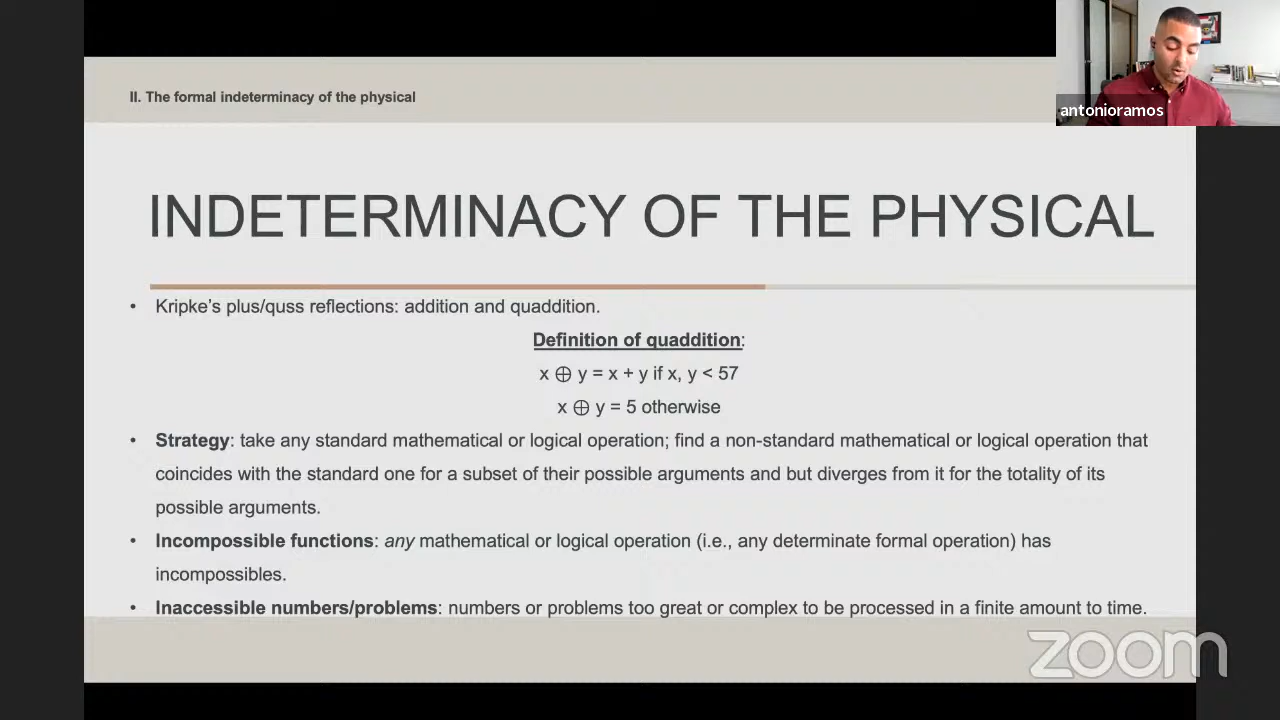 II. The formal indeterminacy of the physical
antonioramos
INDETERMINACY OF THE PHYSICAL
• Kripke's plus/quss reflections: addition and quaddition.
Definition of quaddition:
x ⊕ y = x + y if x, y < 57
x ⊕ y = 5 otherwise
• Strategy: take any standard mathematical or logical operation; find a non-standard mathematical or logical operation that
coincides with the standard one for a subset of their possible arguments and but diverges from it for the totality of its
possible arguments.
• Incompossible functions: any mathematical or logical operation (i.e., any determinate formal operation) has
incompossibles.
• Inaccessible numbers/problems: numbers or problems too great or complex to be processed in a finite amount to time.
zoom